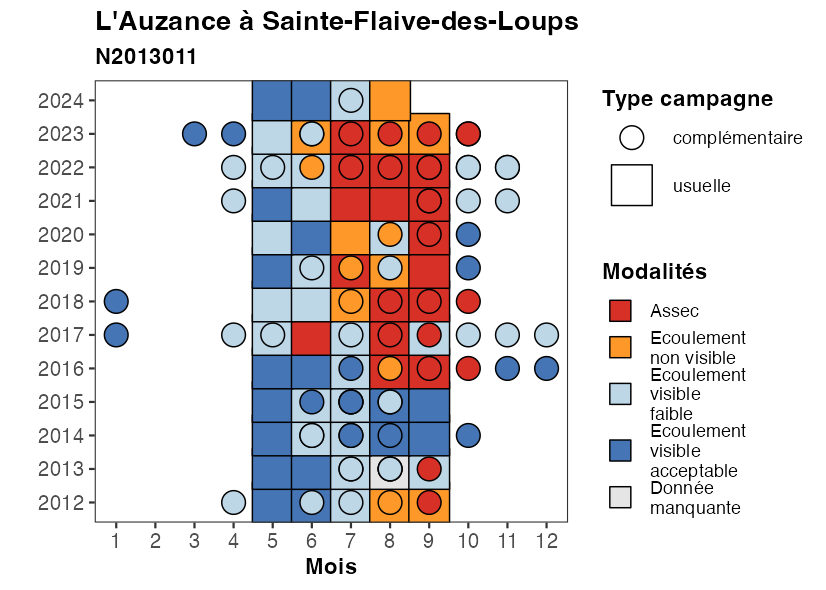 L'Auzance à Sainte-Flaive-des-Loups
N2013011
2024
2023
2022
2021
2020
2019
2018
2017
2016
2015
2014
2013
2012
1 2 3 4 5 6 7 8 9 10 11 12
Mois
Type campagne
complémentaire
usuelle
Modalités
Assec
Ecoulement
non visible
Ecoulement
visible
faible
Ecoulement
visible
acceptable
Donnée
manquante